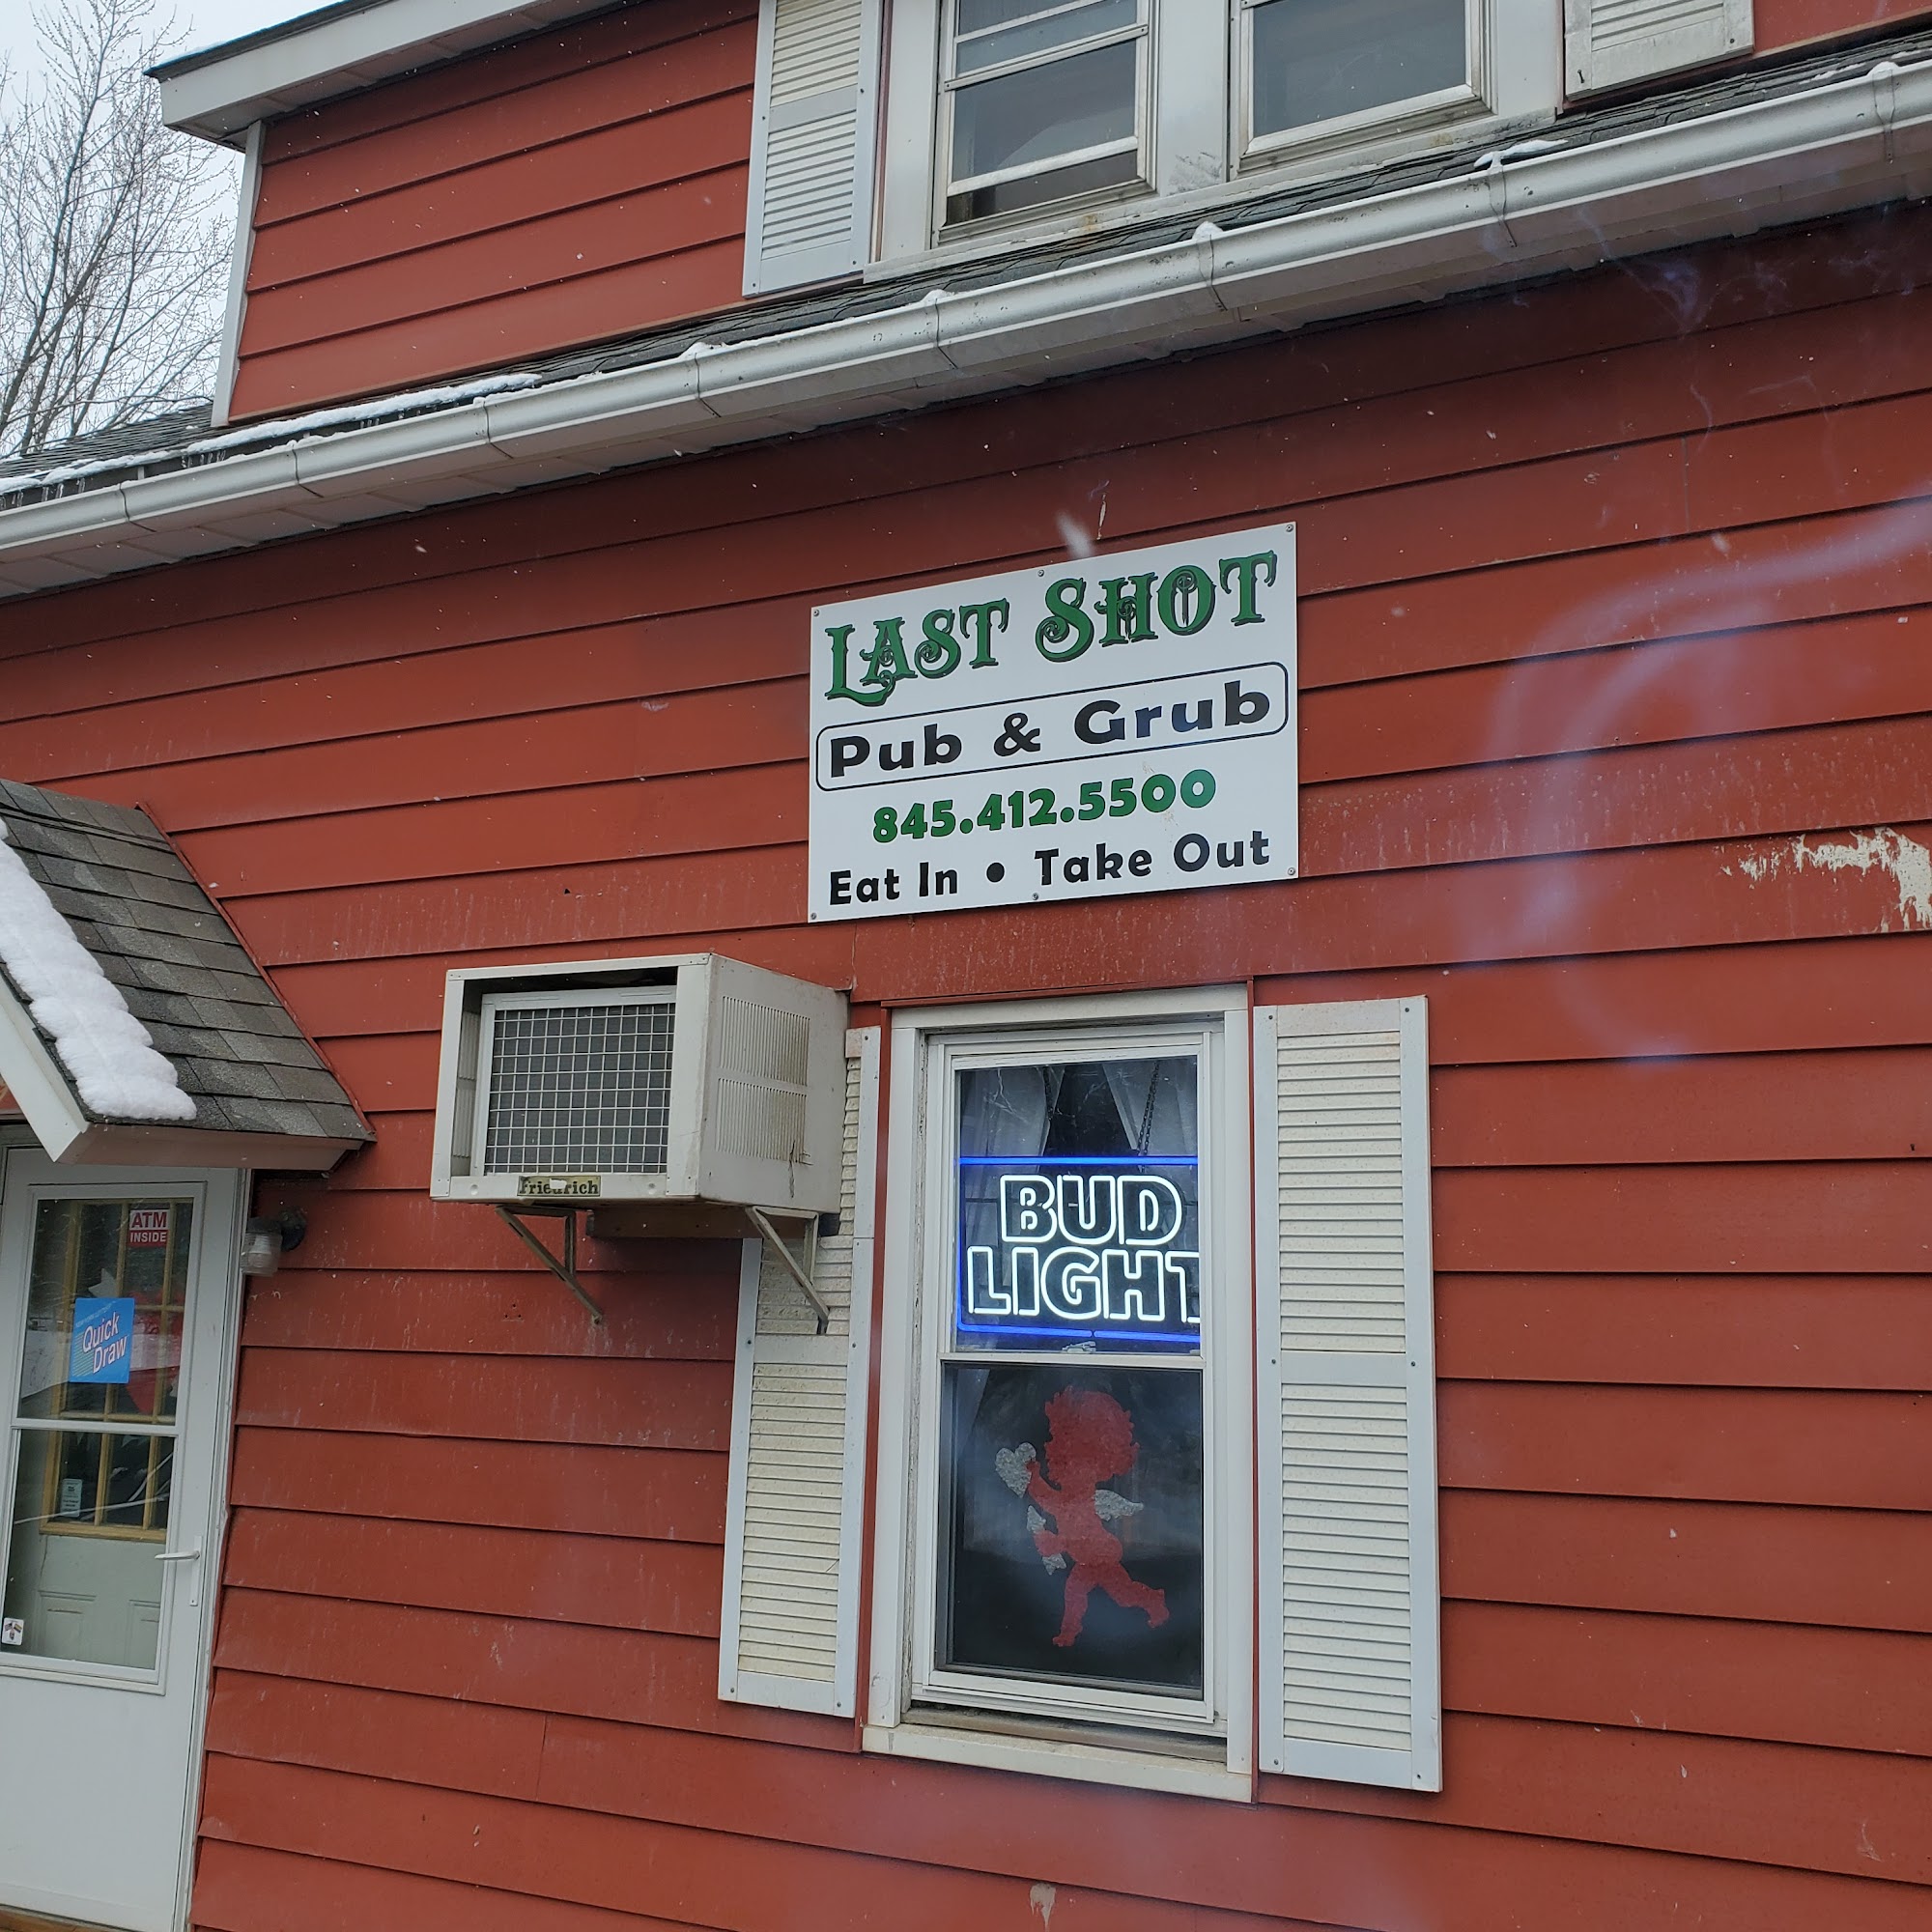 LAST SHOT
Pub & Grub
845.412.5500
Eat In • Take Out
Friedrich
BUD
LIGHT
ATM
INSIDE
Quick
Draw